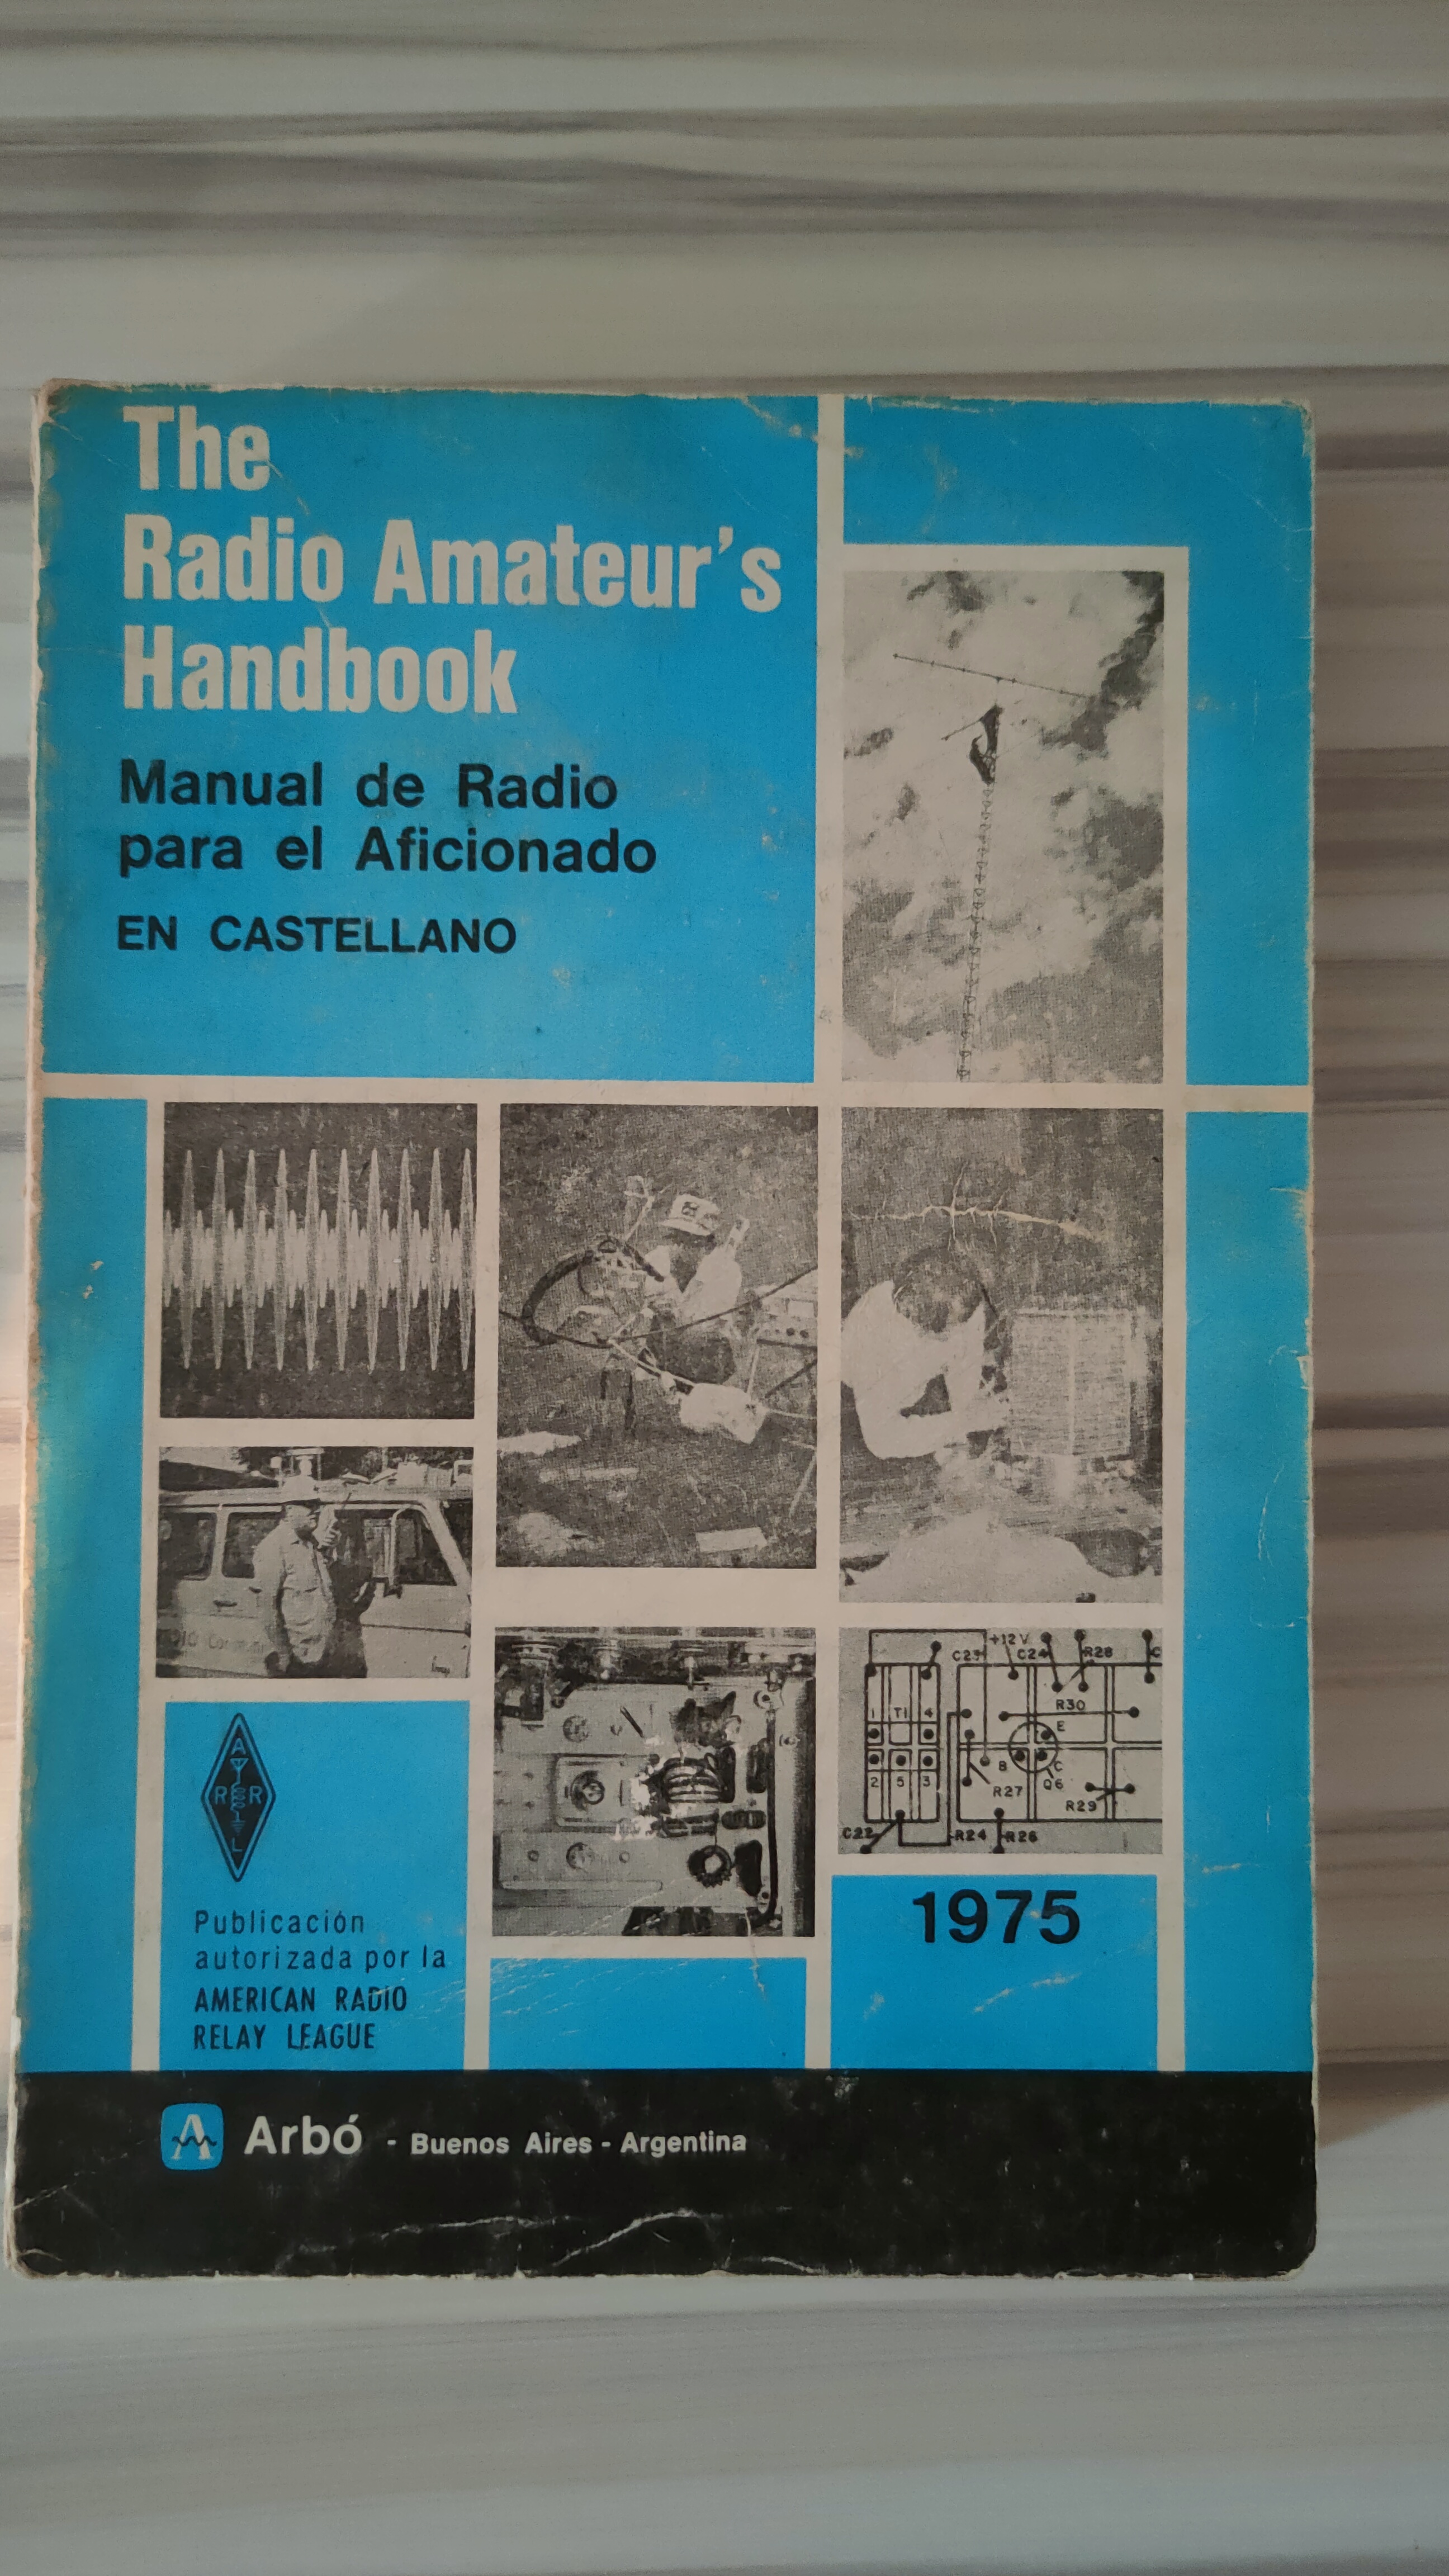 The
Radio Amateur's
Handbook
Manual de Radio
para el Aficionado
EN CASTELLANO
+12V
C23 C24 R28 C
R30
1 T1 4
E
B C
2 5 3 R27 Q6
R29
C22 R24 R26
A
R R
L
Publicación
autorizada por la
AMERICAN RADIO
RELAY LEAGUE
1975
A Arbó - Buenos Aires - Argentina